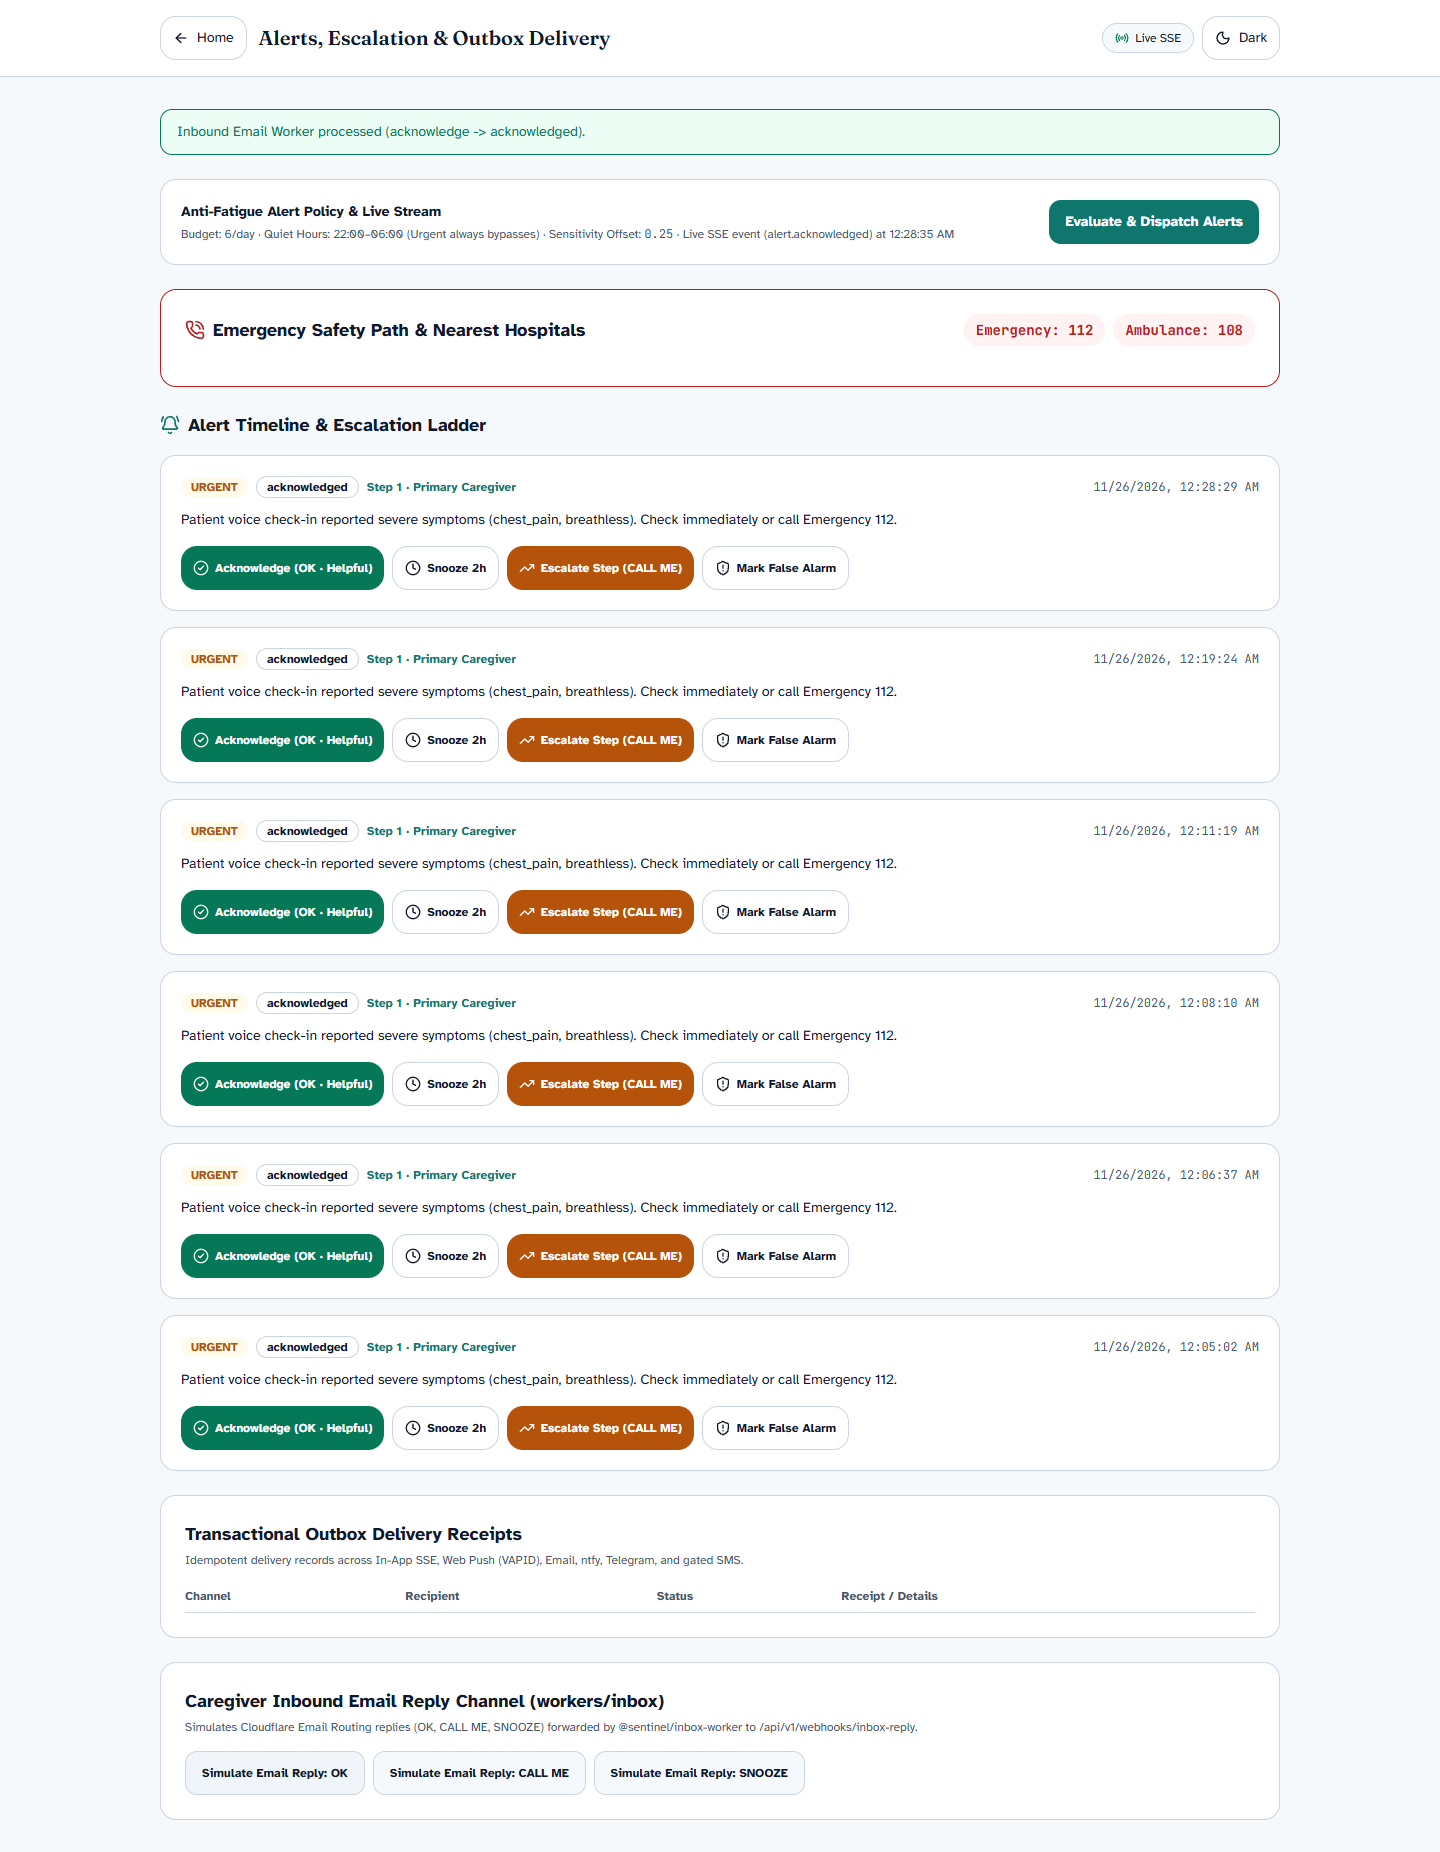 Home
Alerts, Escalation & Outbox Delivery
Live SSE
Dark
Inbound Email Worker processed (acknowledge -> acknowledged).
Anti-Fatigue Alert Policy & Live Stream
Budget: 6/day · Quiet Hours: 22:00–06:00 (Urgent always bypasses) · Sensitivity Offset: 0.25 · Live SSE event (alert.acknowledged) at 12:28:35 AM
Evaluate & Dispatch Alerts
Emergency Safety Path & Nearest Hospitals
Emergency: 112
Ambulance: 108
Alert Timeline & Escalation Ladder
URGENT acknowledged Step 1 · Primary Caregiver 11/26/2026, 12:28:29 AM
Patient voice check-in reported severe symptoms (chest_pain, breathless). Check immediately or call Emergency 112.
Acknowledge (OK · Helpful) Snooze 2h Escalate Step (CALL ME) Mark False Alarm
URGENT acknowledged Step 1 · Primary Caregiver 11/26/2026, 12:19:24 AM
Patient voice check-in reported severe symptoms (chest_pain, breathless). Check immediately or call Emergency 112.
Acknowledge (OK · Helpful) Snooze 2h Escalate Step (CALL ME) Mark False Alarm
URGENT acknowledged Step 1 · Primary Caregiver 11/26/2026, 12:11:19 AM
Patient voice check-in reported severe symptoms (chest_pain, breathless). Check immediately or call Emergency 112.
Acknowledge (OK · Helpful) Snooze 2h Escalate Step (CALL ME) Mark False Alarm
URGENT acknowledged Step 1 · Primary Caregiver 11/26/2026, 12:08:10 AM
Patient voice check-in reported severe symptoms (chest_pain, breathless). Check immediately or call Emergency 112.
Acknowledge (OK · Helpful) Snooze 2h Escalate Step (CALL ME) Mark False Alarm
URGENT acknowledged Step 1 · Primary Caregiver 11/26/2026, 12:06:37 AM
Patient voice check-in reported severe symptoms (chest_pain, breathless). Check immediately or call Emergency 112.
Acknowledge (OK · Helpful) Snooze 2h Escalate Step (CALL ME) Mark False Alarm
URGENT acknowledged Step 1 · Primary Caregiver 11/26/2026, 12:05:02 AM
Patient voice check-in reported severe symptoms (chest_pain, breathless). Check immediately or call Emergency 112.
Acknowledge (OK · Helpful) Snooze 2h Escalate Step (CALL ME) Mark False Alarm
Transactional Outbox Delivery Receipts
Idempotent delivery records across In-App SSE, Web Push (VAPID), Email, ntfy, Telegram, and gated SMS.
Channel Recipient Status Receipt / Details
Caregiver Inbound Email Reply Channel (workers/inbox)
Simulates Cloudflare Email Routing replies (OK, CALL ME, SNOOZE) forwarded by @sentinel/inbox-worker to /api/v1/webhooks/inbox-reply.
Simulate Email Reply: OK Simulate Email Reply: CALL ME Simulate Email Reply: SNOOZE